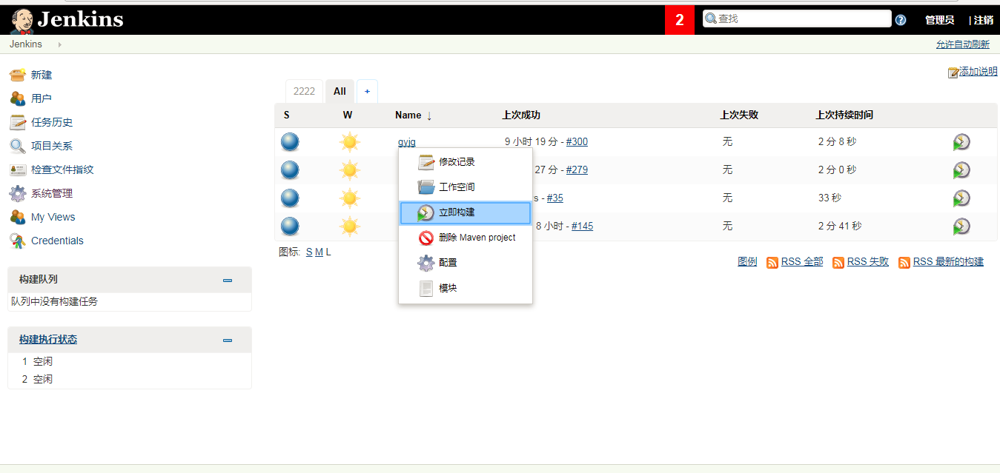 Jenkins
2
查找
管理员
| 注销
Jenkins
允许自动刷新
新建
用户
任务历史
项目关系
检查文件指纹
系统管理
My Views
Credentials
构建队列
队列中没有构建任务
构建执行状态
1 空闲
2 空闲
添加说明
2222 All +
S W Name ↓ 上次成功 上次失败 上次持续时间
9 小时 19 分 - #300 无 2 分 8 秒
27 分 - #279 无 2 分 0 秒
s - #35 无 33 秒
8 小时 - #145 无 2 分 41 秒
修改记录
工作空间
立即构建
删除 Maven project
配置
模块
图标: S M L
图例 RSS 全部 RSS 失败 RSS 最新的构建